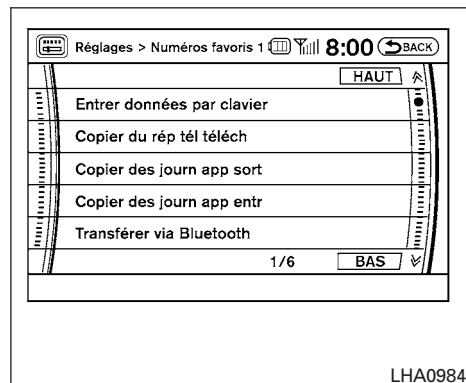 Réglages > Numéros favoris 1 8:00 BACK
HAUT
Entrer données par clavier
Copier du rép tél téléch
Copier des journ app sort
Copier des journ app entr
Transférer via Bluetooth
1/6 BAS
LHA0984